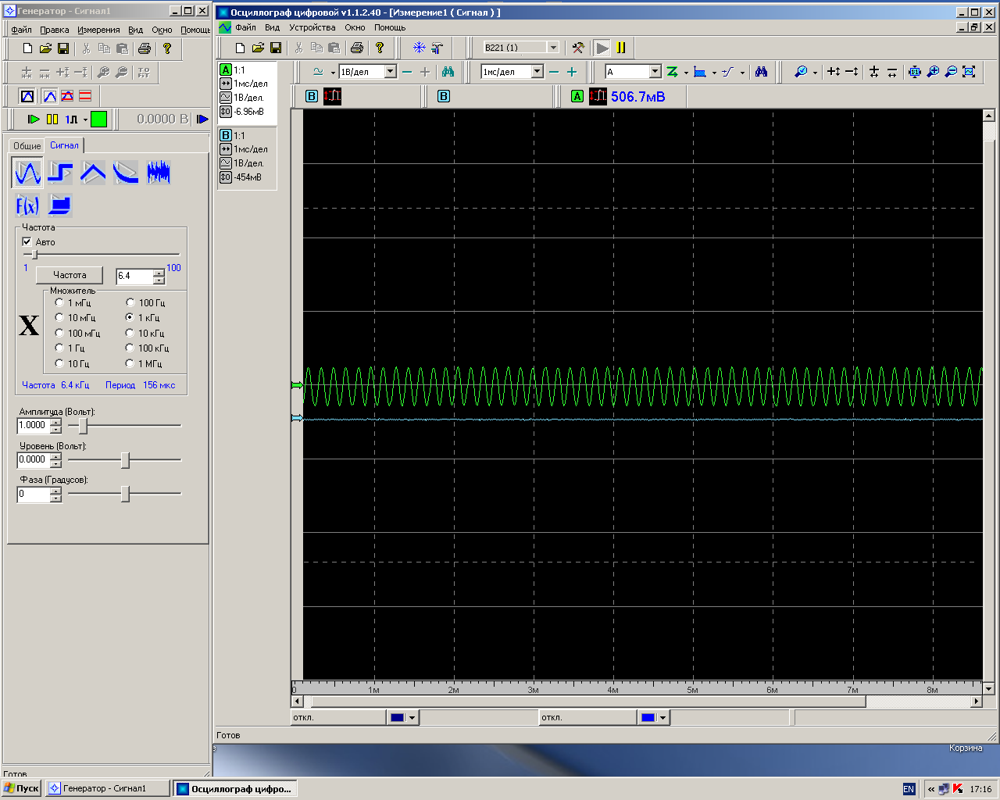 Генератор - Сигнал1
Файл Правка Измерения Вид Окно Помощь
0.0000 В
Общие Сигнал
F(x)
Частота
Авто
1 100
Частота 6.4
Множитель
X
1 мГц 100 Гц
10 мГц 1 кГц
100 мГц 10 кГц
1 Гц 100 кГц
10 Гц 1 МГц
Частота 6.4 кГц Период 156 мкс
Амплитуда (Вольт):
1.0000
Уровень (Вольт):
0.0000
Фаза (Градусов):
0
Готов
Осциллограф цифровой v1.1.2.40 - [Измерение1 ( Сигнал ) ]
Файл Вид Устройства Окно Помощь
B221 (1)
A 1:1
1мс/дел
1В/дел.
-6.96мВ
B 1:1
1мс/дел
1В/дел.
-454мВ
1В/дел 1мс/дел A
B B A 506.7мВ
0 1м 2м 3м 4м 5м 6м 7м 8м
откл. откл.
Готов
Корзина
Пуск Генератор - Сигнал1 Осциллограф цифро... EN « 17:16